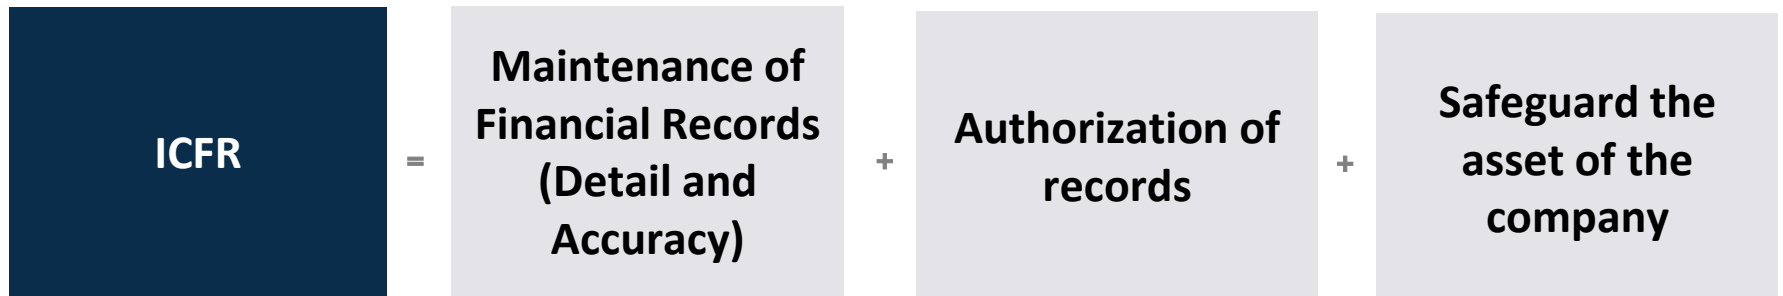 ICFR
=
Maintenance of
Financial Records
(Detail and
Accuracy)
+
Authorization of
records
+
Safeguard the
asset of the
company